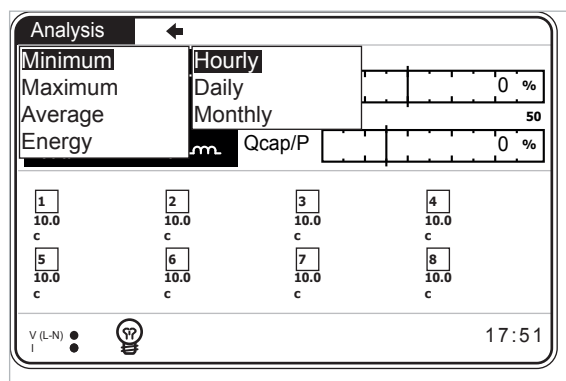 Analysis
Minimum Hourly
Maximum Daily 0 %
Average Monthly 50
Energy Qcap/P 0 %
1 2 3 4
10.0 10.0 10.0 10.0
c c c c
5 6 7 8
10.0 10.0 10.0 10.0
c c c c
V (L-N)
I 17:51